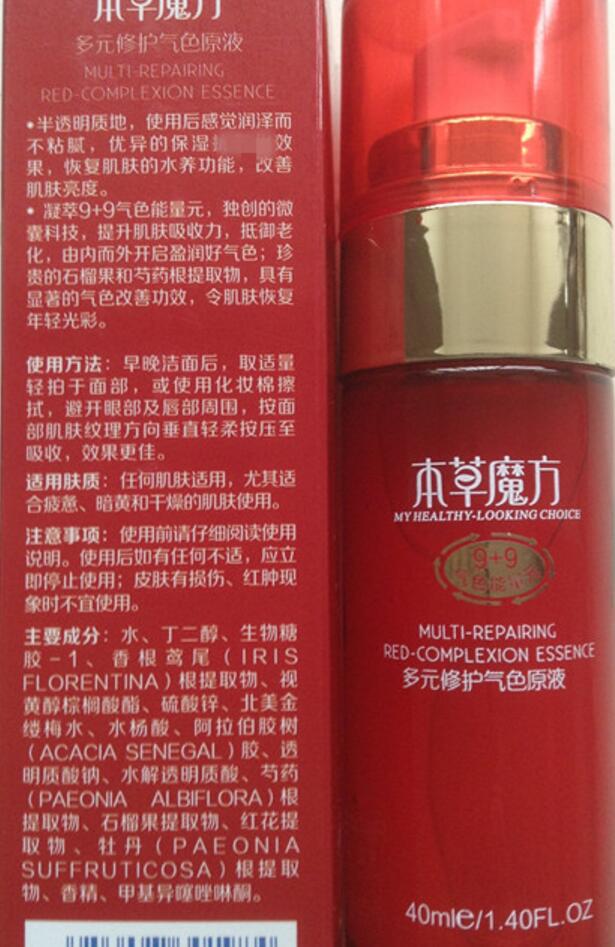 本草魔方
多元修护气色原液
MULTI-REPAIRING
RED-COMPLEXION ESSENCE
•半透明质地，使用后感觉润泽而
不粘腻，优异的保湿 效
果，恢复肌肤的水养功能，改善
肌肤亮度。
• 凝萃9+9气色能量元，独创的微
囊科技，提升肌肤吸收力，抵御老
化，由内而外开启盈润好气色；珍
贵的石榴果和芍药根提取物，具有
显著的气色改善功效，令肌肤恢复
年轻光彩。
使用方法：早晚洁面后，取适量
轻拍于面部，或使用化妆棉擦
拭，避开眼部及唇部周围，按面
部肌肤纹理方向垂直轻柔按压至
吸收，效果更佳。
适用肤质：任何肌肤适用，尤其适
合疲惫、暗黄和干燥的肌肤使用。
注意事项：使用前请仔细阅读使用
说明。使用后如有任何不适，应立
即停止使用；皮肤有损伤、红肿现
象时不宜使用。
主要成分：水、丁二醇、生物糖
胶-1、香根鸢尾（IRIS
FLORENTINA）根提取物、视
黄醇棕榈酸酯、硫酸锌、北美金
缕梅水、水杨酸、阿拉伯胶树
（ACACIA SENEGAL）胶、透
明质酸钠、水解透明质酸、芍药
（PAEONIA ALBIFLORA）根
提取物、石榴果提取物、红花提
取物、牡丹（PAEONIA
SUFFRUTICOSA）根提取
物、香精、甲基异噻唑啉酮。
本草魔方
MY HEALTHY-LOOKING CHOICE
9+9
气色能量元
MULTI-REPAIRING
RED-COMPLEXION ESSENCE
多元修护气色原液
40mle/1.40FL.OZ